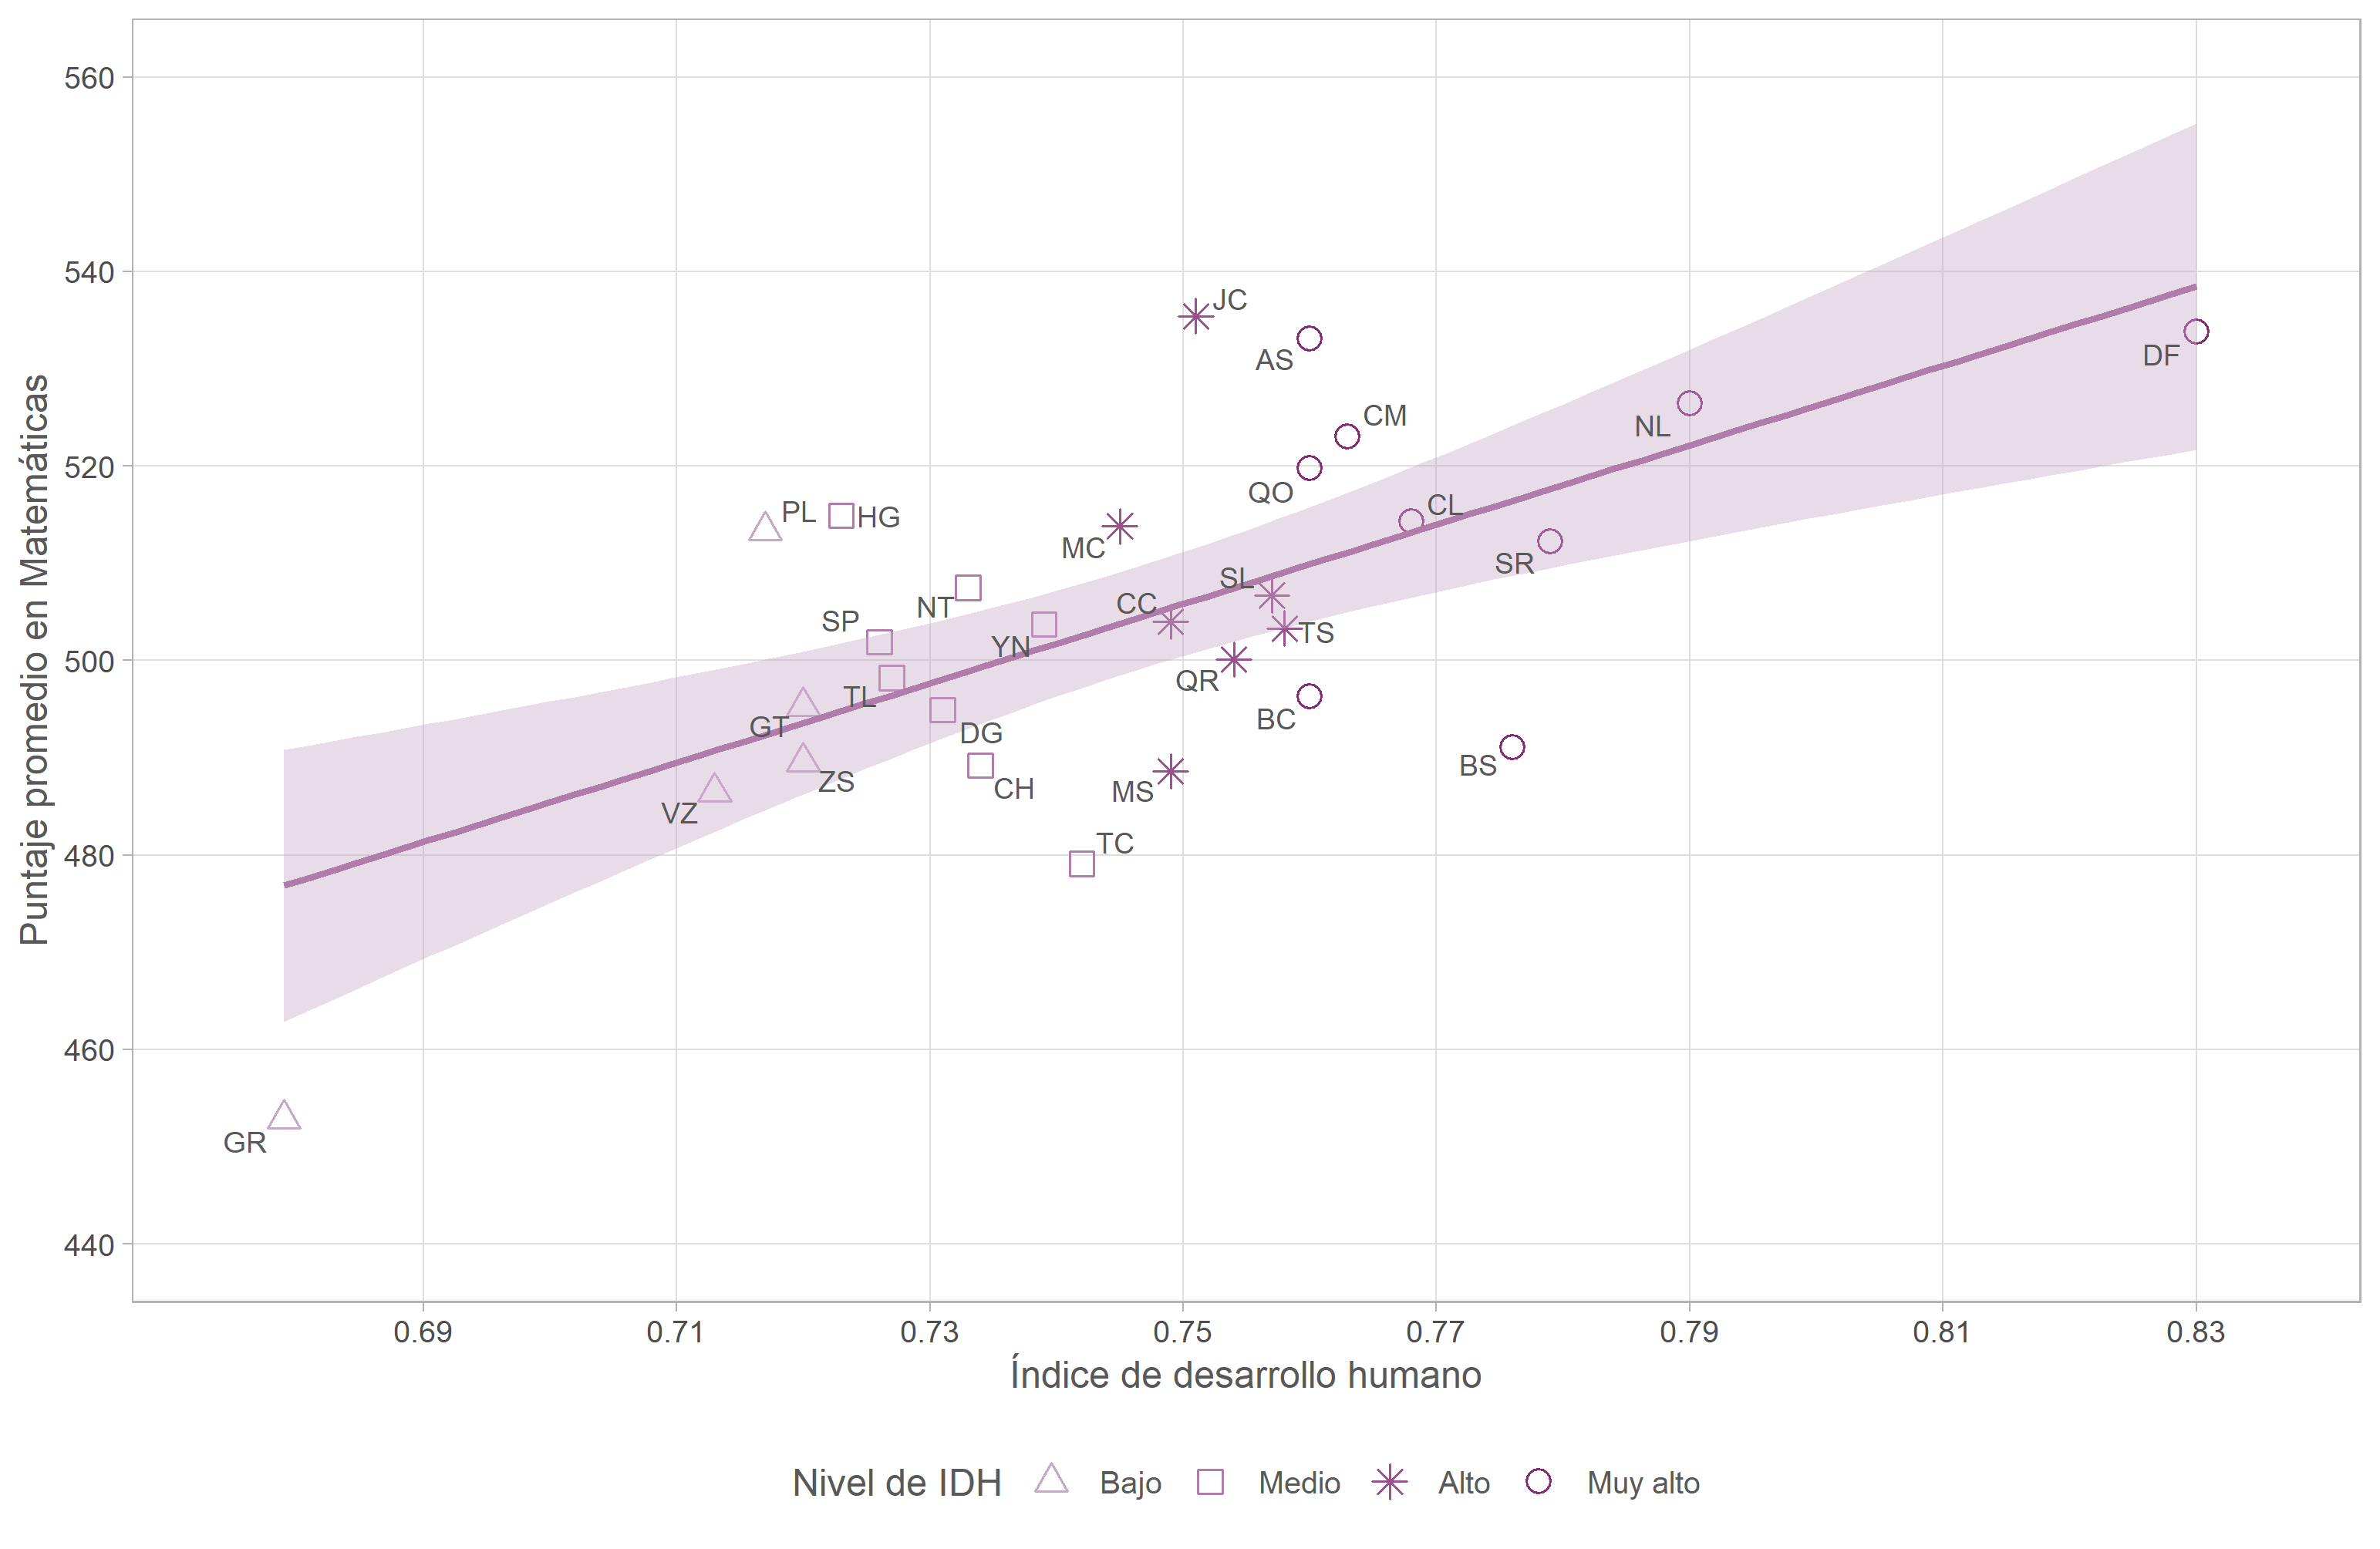 Puntaje promedio en Matemáticas
560
540
520
500
480
460
440
JC
AS
DF
CM
NL
QO
PL
HG
CL
MC
SR
SL
NT
CC
SP
YN
TS
QR
TL
GT
BC
DG
BS
ZS
CH
MS
VZ
TC
GR
0.69 0.71 0.73 0.75 0.77 0.79 0.81 0.83
Índice de desarrollo humano
Nivel de IDH Bajo Medio Alto Muy alto